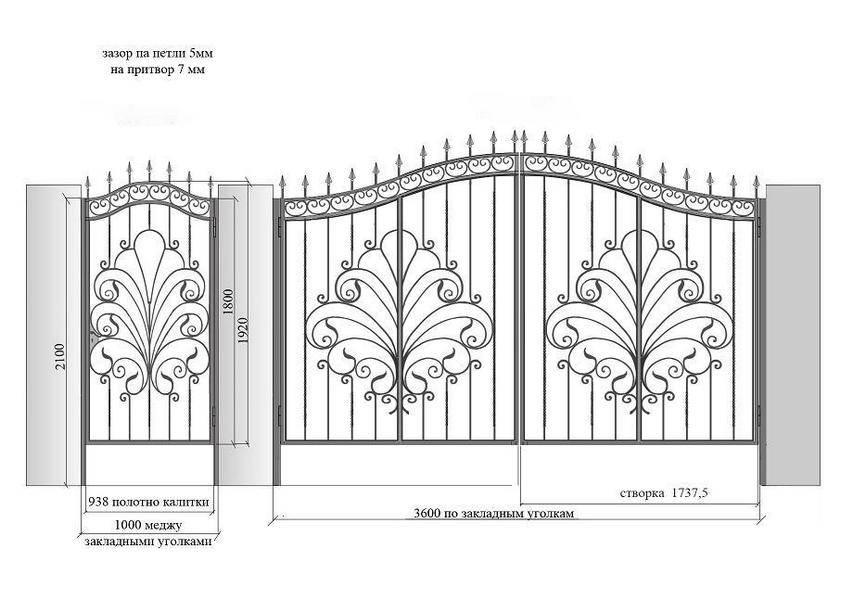 зазор па петли 5мм
на притвор 7 мм
2100
1800
1920
938 полотно калитки
1000 меджу
закладными уголками
створка 1737,5
3600 по закладным уголкам